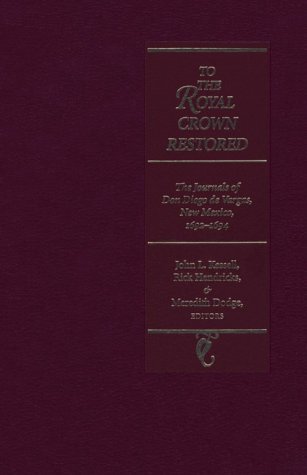 TO
THE
ROYAL
CROWN
RESTORED
The Journals of
Don Diego de Vargas,
New Mexico,
1692–1694
John L. Kessell,
Rick Hendricks,
&
Meredith Dodge,
EDITORS